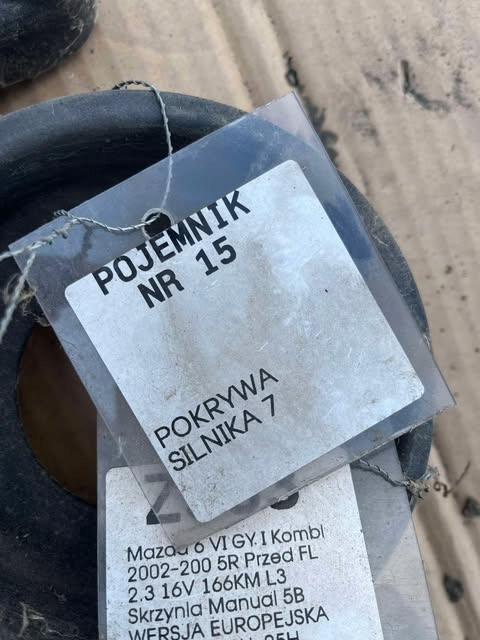 POJEMNIK
NR 15
POKRYWA
SILNIKA 7
Mazda 6 VI GY. I Kombi
2002-200 5R Przed FL
2.3 16V 166KM L3
Skrzynia Manual 5B
WERSJA EUROPEJSKA